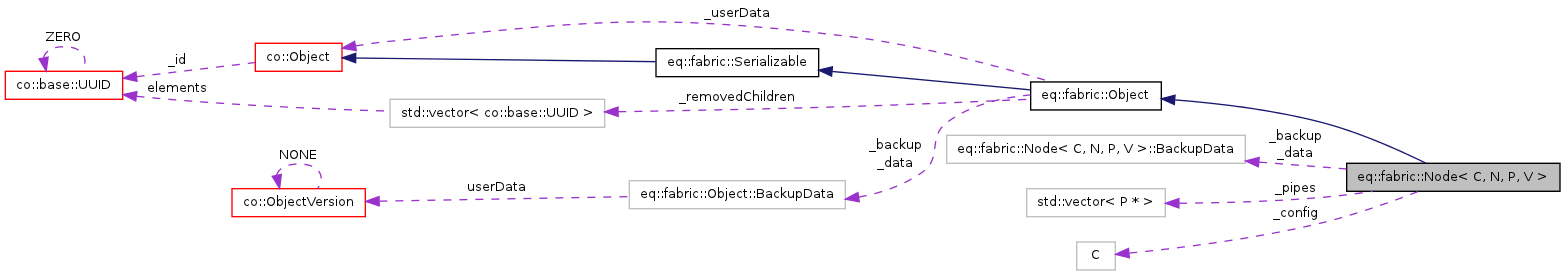 _userData
ZERO
co::Object
_id
eq::fabric::Serializable
co::base::UUID
elements
eq::fabric::Object
_removedChildren
std::vector< co::base::UUID >
_backup
_data
_backup
_data
eq::fabric::Node< C, N, P, V >::BackupData
NONE
eq::fabric::Node< C, N, P, V >
userData
eq::fabric::Object::BackupData
_pipes
co::ObjectVersion
std::vector< P * >
_config
C